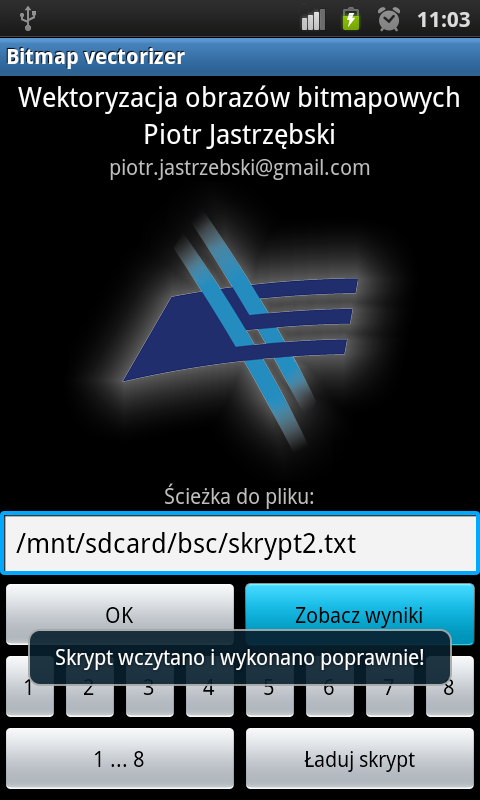 11:03
Bitmap vectorizer
Wektoryzacja obrazów bitmapowych
Piotr Jastrzębski
piotr.jastrzebski@gmail.com
Ścieżka do pliku:
/mnt/sdcard/bsc/skrypt2.txt
OK Zobacz wyniki
Skrypt wczytano i wykonano poprawnie!
1 2 3 4 5 6 7 8
1 ... 8 Ładuj skrypt